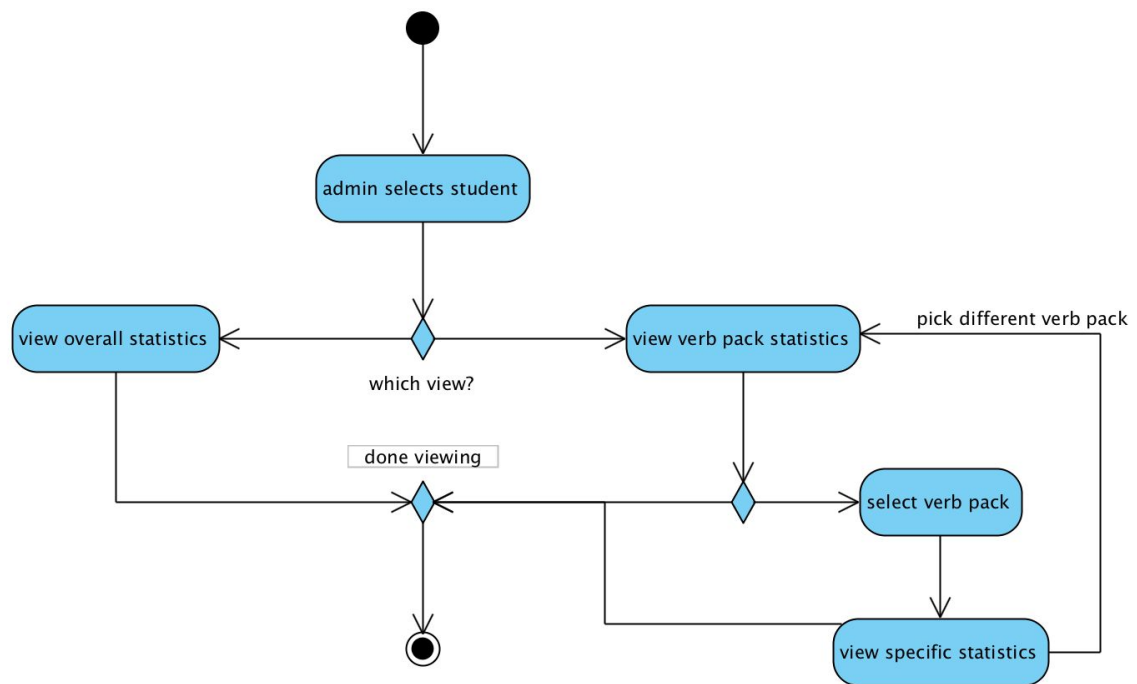 admin selects student
view overall statistics
view verb pack statistics
pick different verb pack
which view?
done viewing
select verb pack
view specific statistics